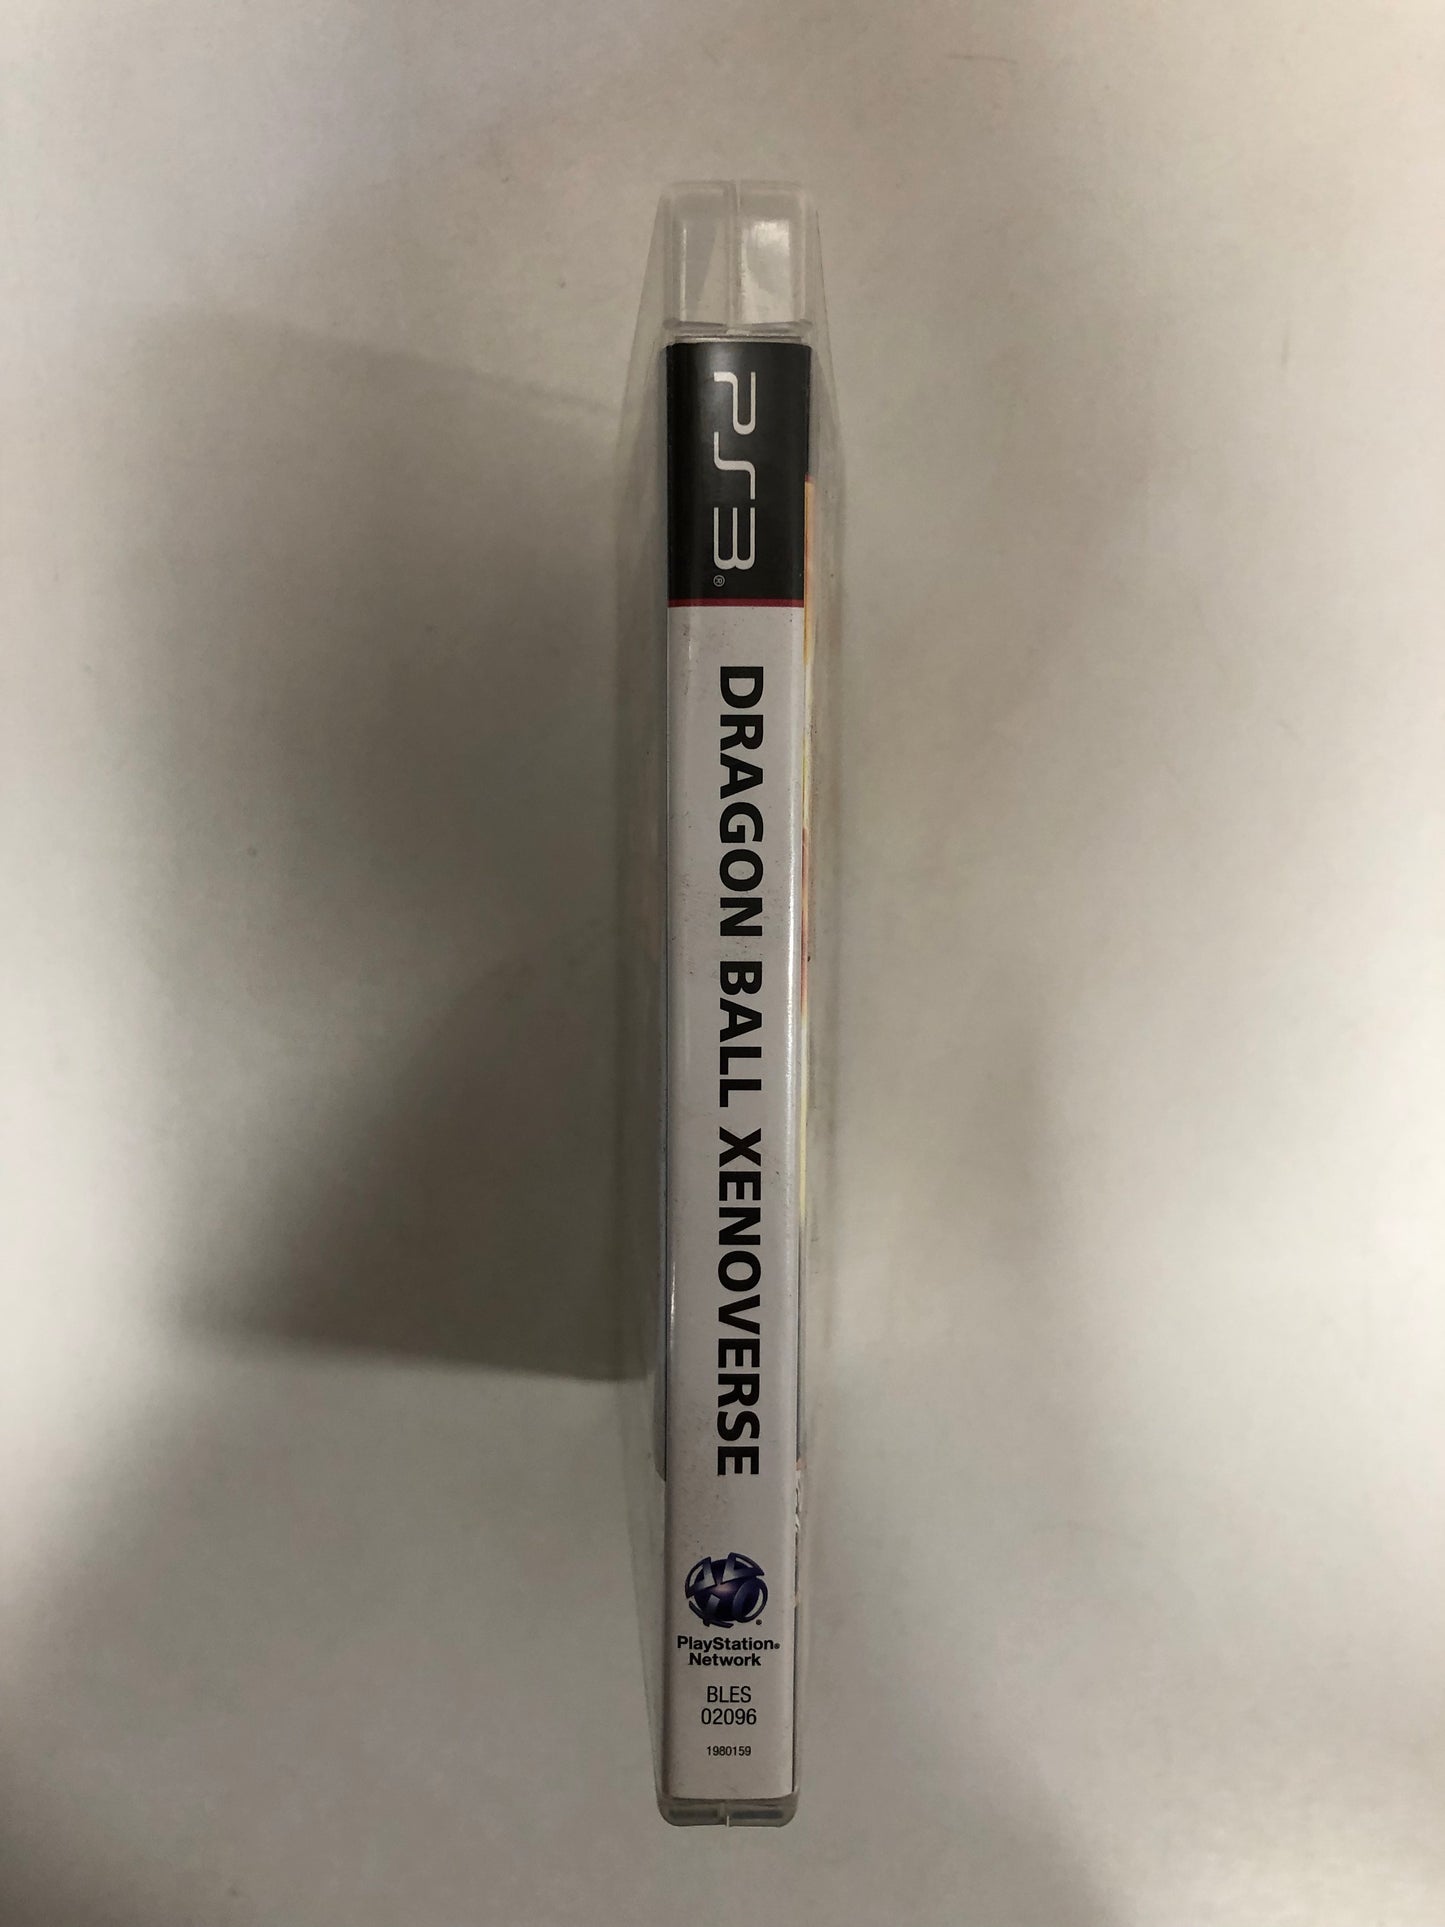 PS3®
DRAGON BALL XENOVERSE
PlayStation®
Network
BLES
02096
1980159